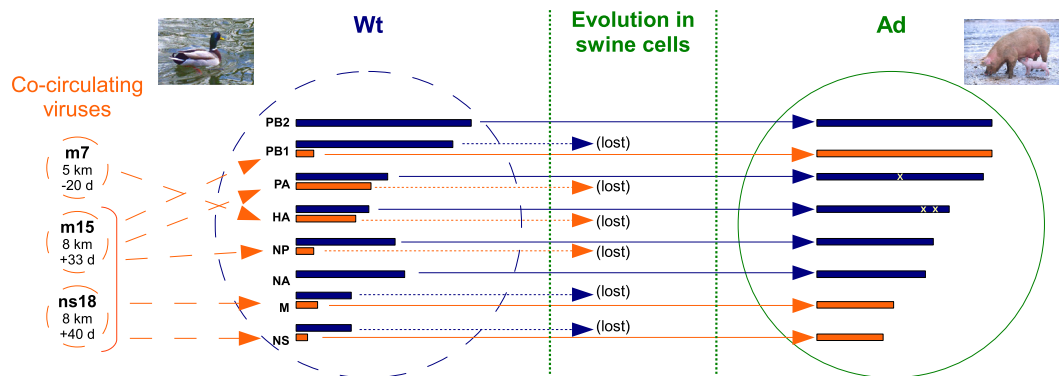 Wt
Evolution in
swine cells
Ad
Co-circulating
viruses
m7
5 km
-20 d
m15
8 km
+33 d
ns18
8 km
+40 d
PB2
PB1
(lost)
PA
(lost)
x
HA
(lost)
x x
NP
(lost)
NA
M
(lost)
NS
(lost)